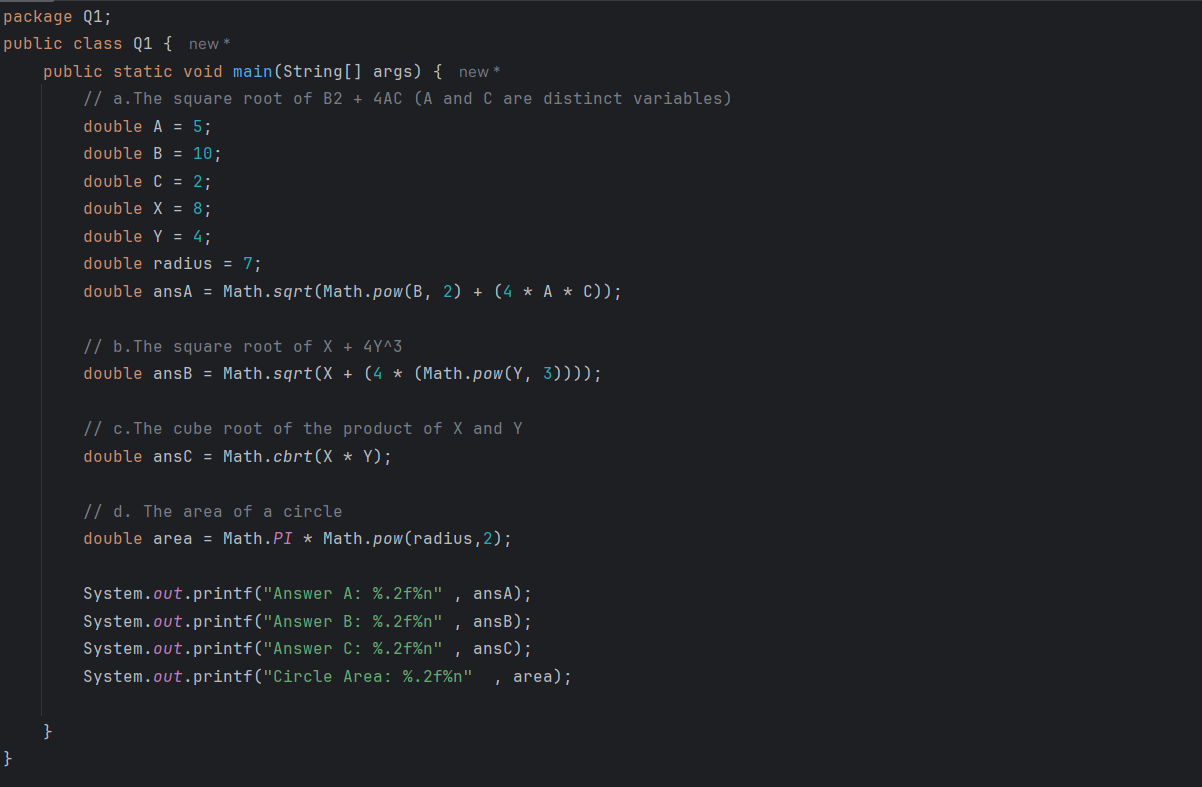 package Q1;
public class Q1 {  new *
    public static void main(String[] args) {  new *
        // a.The square root of B2 + 4AC (A and C are distinct variables)
        double A = 5;
        double B = 10;
        double C = 2;
        double X = 8;
        double Y = 4;
        double radius = 7;
        double ansA = Math.sqrt(Math.pow(B, 2) + (4 * A * C));

        // b.The square root of X + 4Y^3
        double ansB = Math.sqrt(X + (4 * (Math.pow(Y, 3))));

        // c.The cube root of the product of X and Y
        double ansC = Math.cbrt(X * Y);

        // d. The area of a circle
        double area = Math.PI * Math.pow(radius,2);

        System.out.printf("Answer A: %.2f%n" , ansA);
        System.out.printf("Answer B: %.2f%n" , ansB);
        System.out.printf("Answer C: %.2f%n" , ansC);
        System.out.printf("Circle Area: %.2f%n"  , area);

    }
}